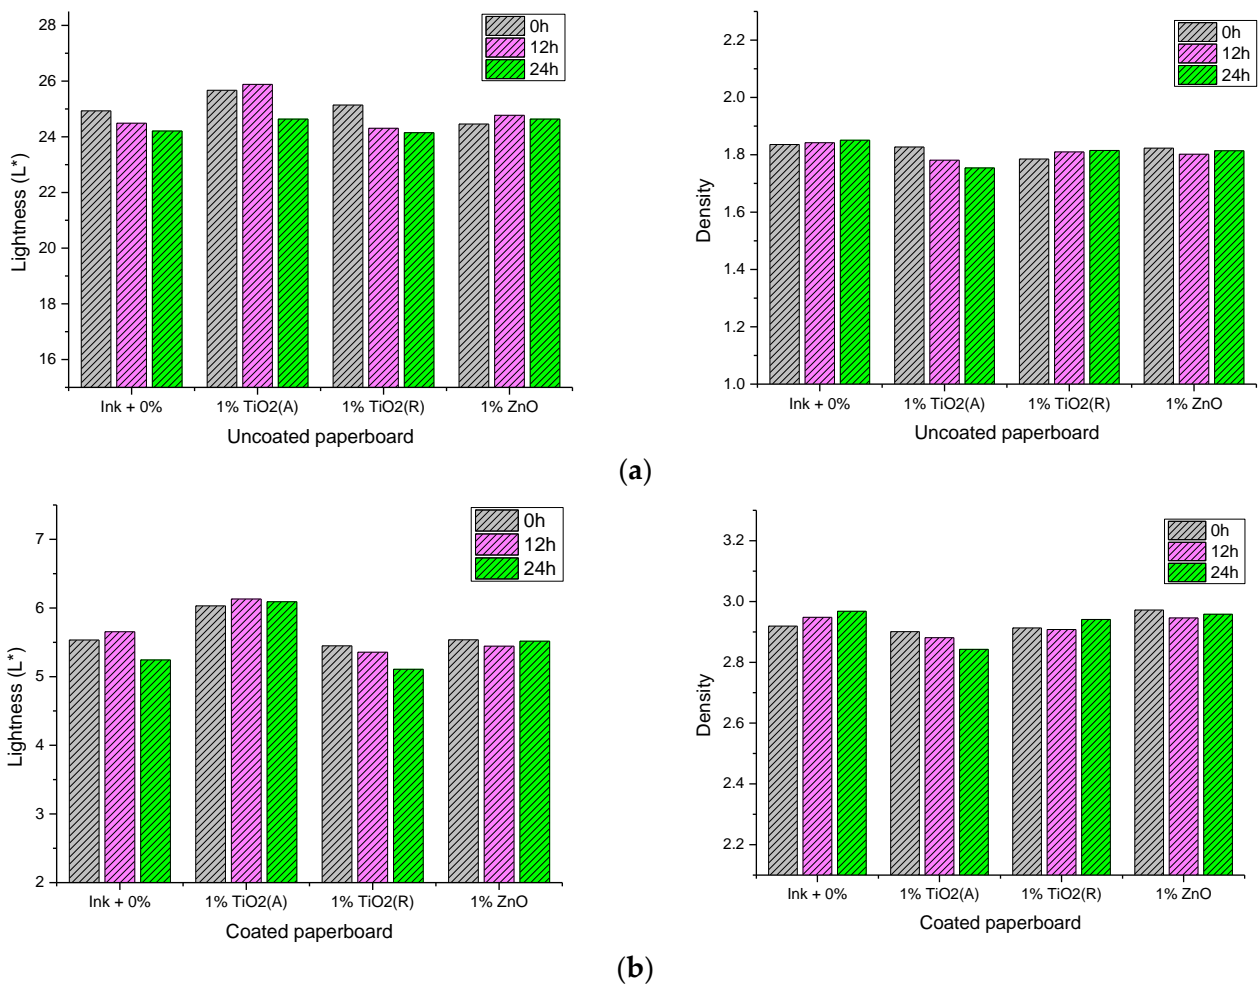 28
26
24
22
20
18
16
Lightness (L*)
0h
12h
24h
Ink + 0% 1% TiO2(A) 1% TiO2(R) 1% ZnO
Uncoated paperboard
2.2
2.0
1.8
1.6
1.4
1.2
1.0
Density
0h
12h
24h
Ink + 0% 1% TiO2(A) 1% TiO2(R) 1% ZnO
Uncoated paperboard
(a)
7
6
5
4
3
2
Lightness (L*)
0h
12h
24h
Ink + 0% 1% TiO2(A) 1% TiO2(R) 1% ZnO
Coated paperboard
3.2
3.0
2.8
2.6
2.4
2.2
Density
0h
12h
24h
Ink + 0% 1% TiO2(A) 1% TiO2(R) 1% ZnO
Coated paperboard
(b)